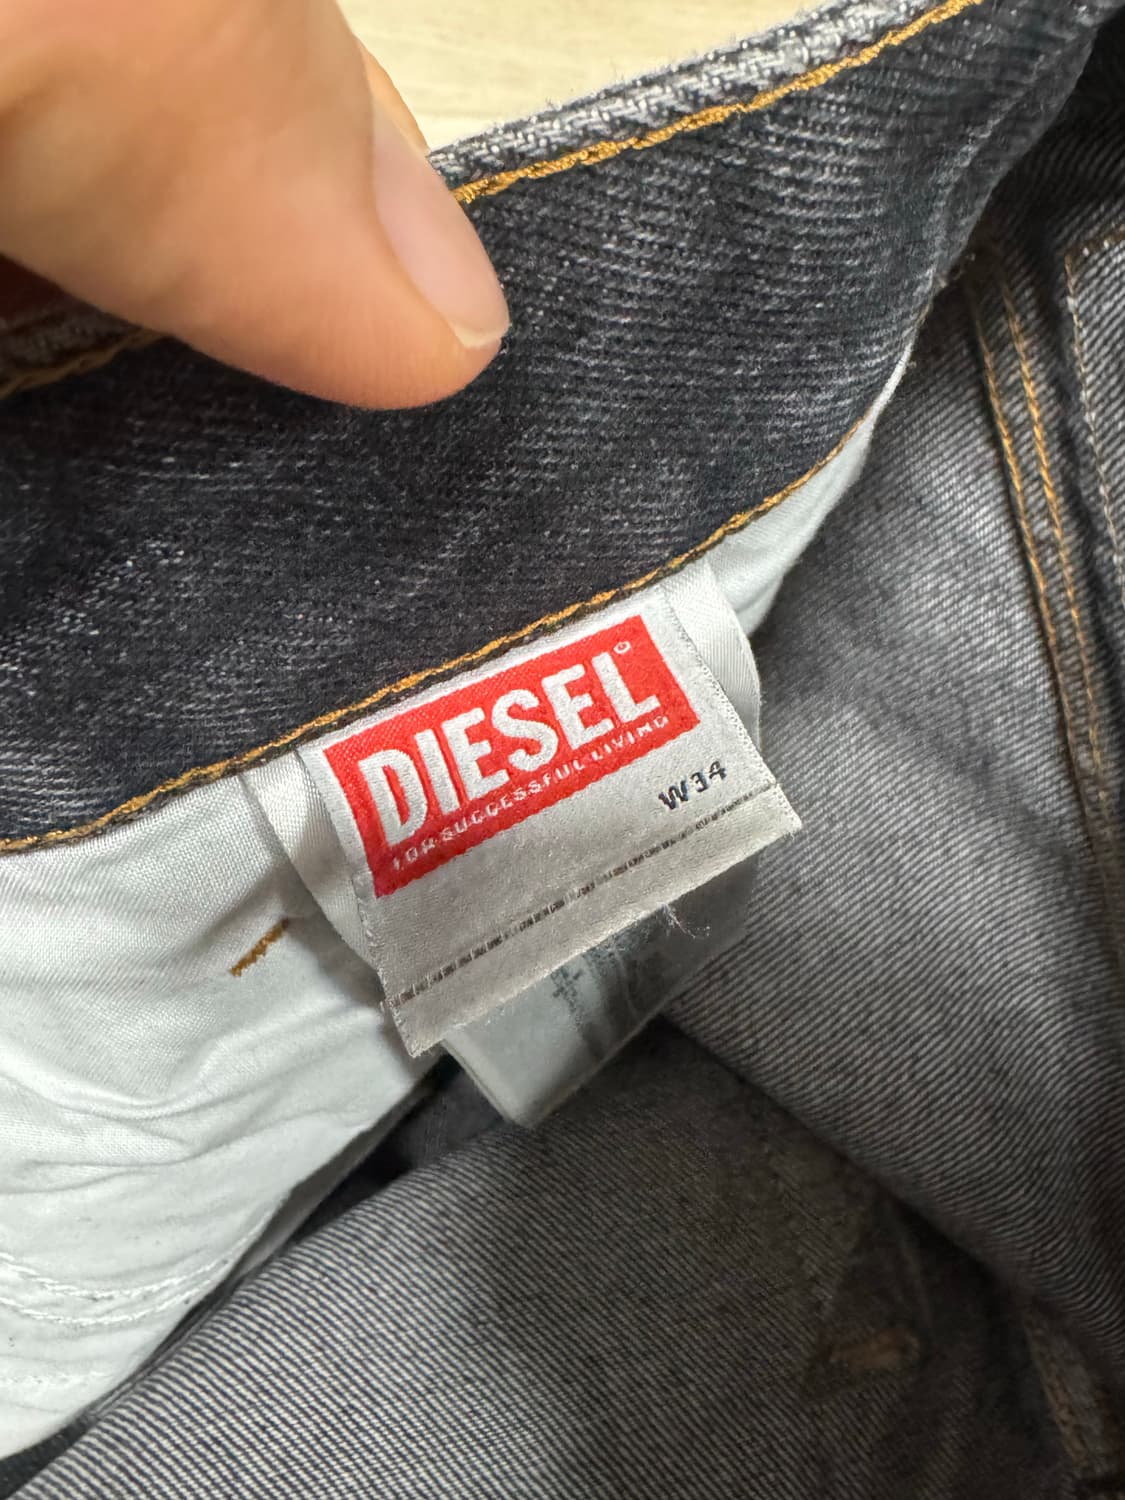 DIESEL©
FOR SUCCESSFUL LIVING
W34